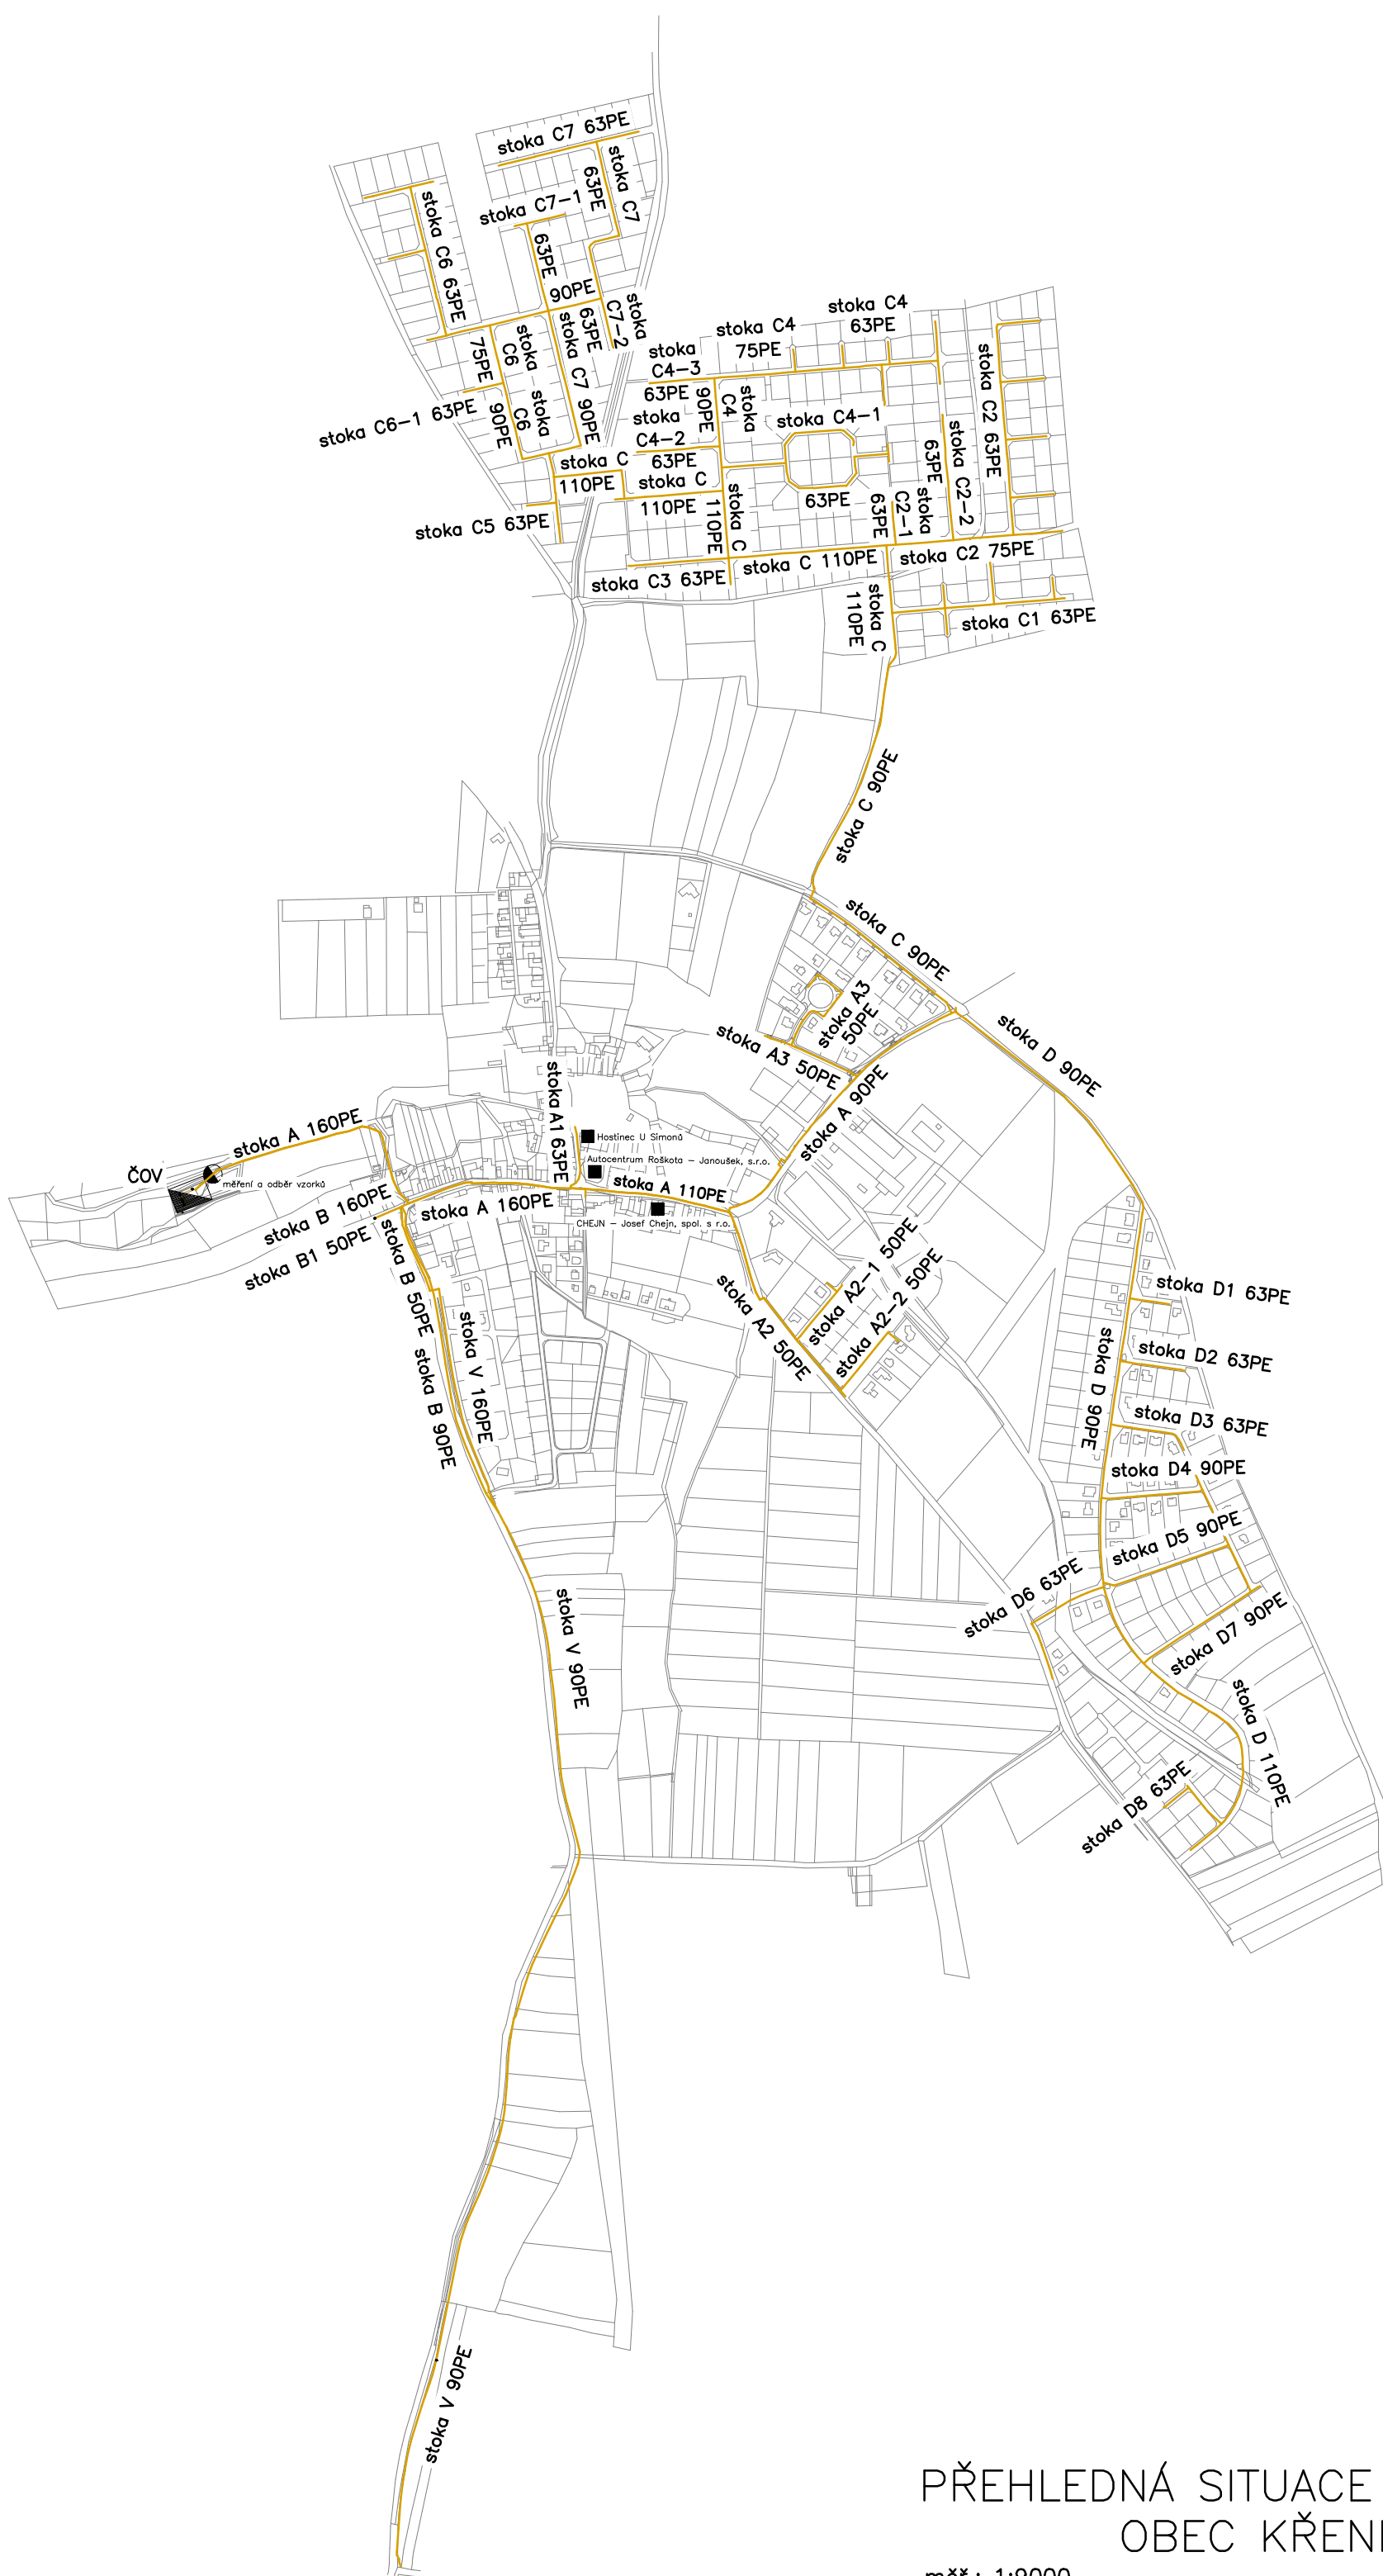 stoka C7 63PE
stoka C7
63PE
stoka C7-1
63PE
stoka C6 63PE
90PE
stoka
C7-2
63PE
stoka C7 90PE
stoka
C6
75PE
stoka
C6
90PE
stoka C6-1 63PE
stoka C4
63PE
stoka C4
75PE
stoka
C4-3
63PE
90PE
stoka
C4
stoka
C4-2
63PE
stoka C4-1
63PE
stoka C2 63PE
stoka C2-2
63PE
stoka
C2-1
63PE
stoka C
110PE
stoka C
110PE
stoka C
110PE
stoka C5 63PE
stoka C3 63PE
stoka C 110PE
stoka C2 75PE
stoka C
110PE
stoka C1 63PE
stoka C 90PE
stoka C 90PE
stoka A3
50PE
stoka A3 50PE
stoka D 90PE
stoka A 90PE
stoka A1 63PE
Hostinec U Simonů
Autocentrum Roškota – Janoušek, s.r.o.
stoka A 160PE
ČOV
měření a odběr vzorků
stoka B 160PE
stoka B1 50PE
stoka A 160PE
stoka A 110PE
CHEJN – Josef Chejn, spol. s r.o.
stoka B 50PE
stoka B 90PE
stoka V 160PE
stoka A2 50PE
stoka A2-1 50PE
stoka A2-2 50PE
stoka D1 63PE
stoka D2 63PE
stoka D 90PE
stoka D3 63PE
stoka D4 90PE
stoka D5 90PE
stoka D6 63PE
stoka D7 90PE
stoka D 110PE
stoka D8 63PE
stoka V 90PE
stoka V 90PE
PŘEHLEDNÁ SITUACE
OBEC